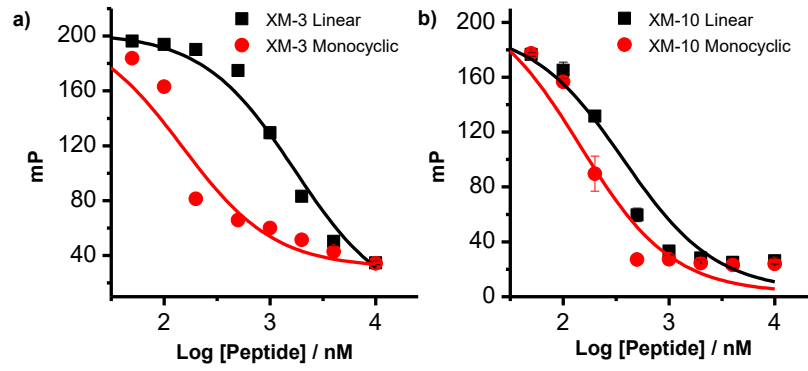 a)
XM-3 Linear
XM-3 Monocyclic
200
160
120
80
40
mP
2
3
4
Log [Peptide] / nM
b)
XM-10 Linear
XM-10 Monocyclic
200
160
120
80
40
0
mP
2
3
4
Log [Peptide] / nM